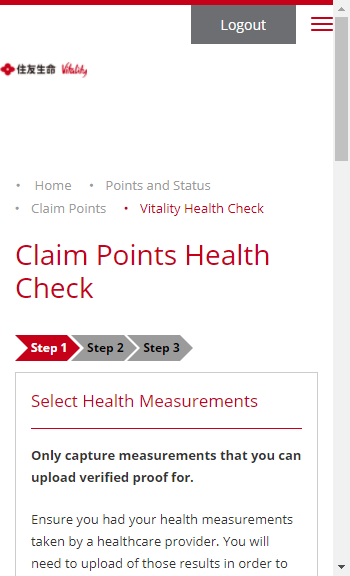 Logout
住友生命 Vitality
• Home • Points and Status
• Claim Points • Vitality Health Check
Claim Points Health
Check
Step 1 Step 2 Step 3
Select Health Measurements
Only capture measurements that you can
upload verified proof for.
Ensure you had your health measurements
taken by a healthcare provider. You will
need to upload of those results in order to